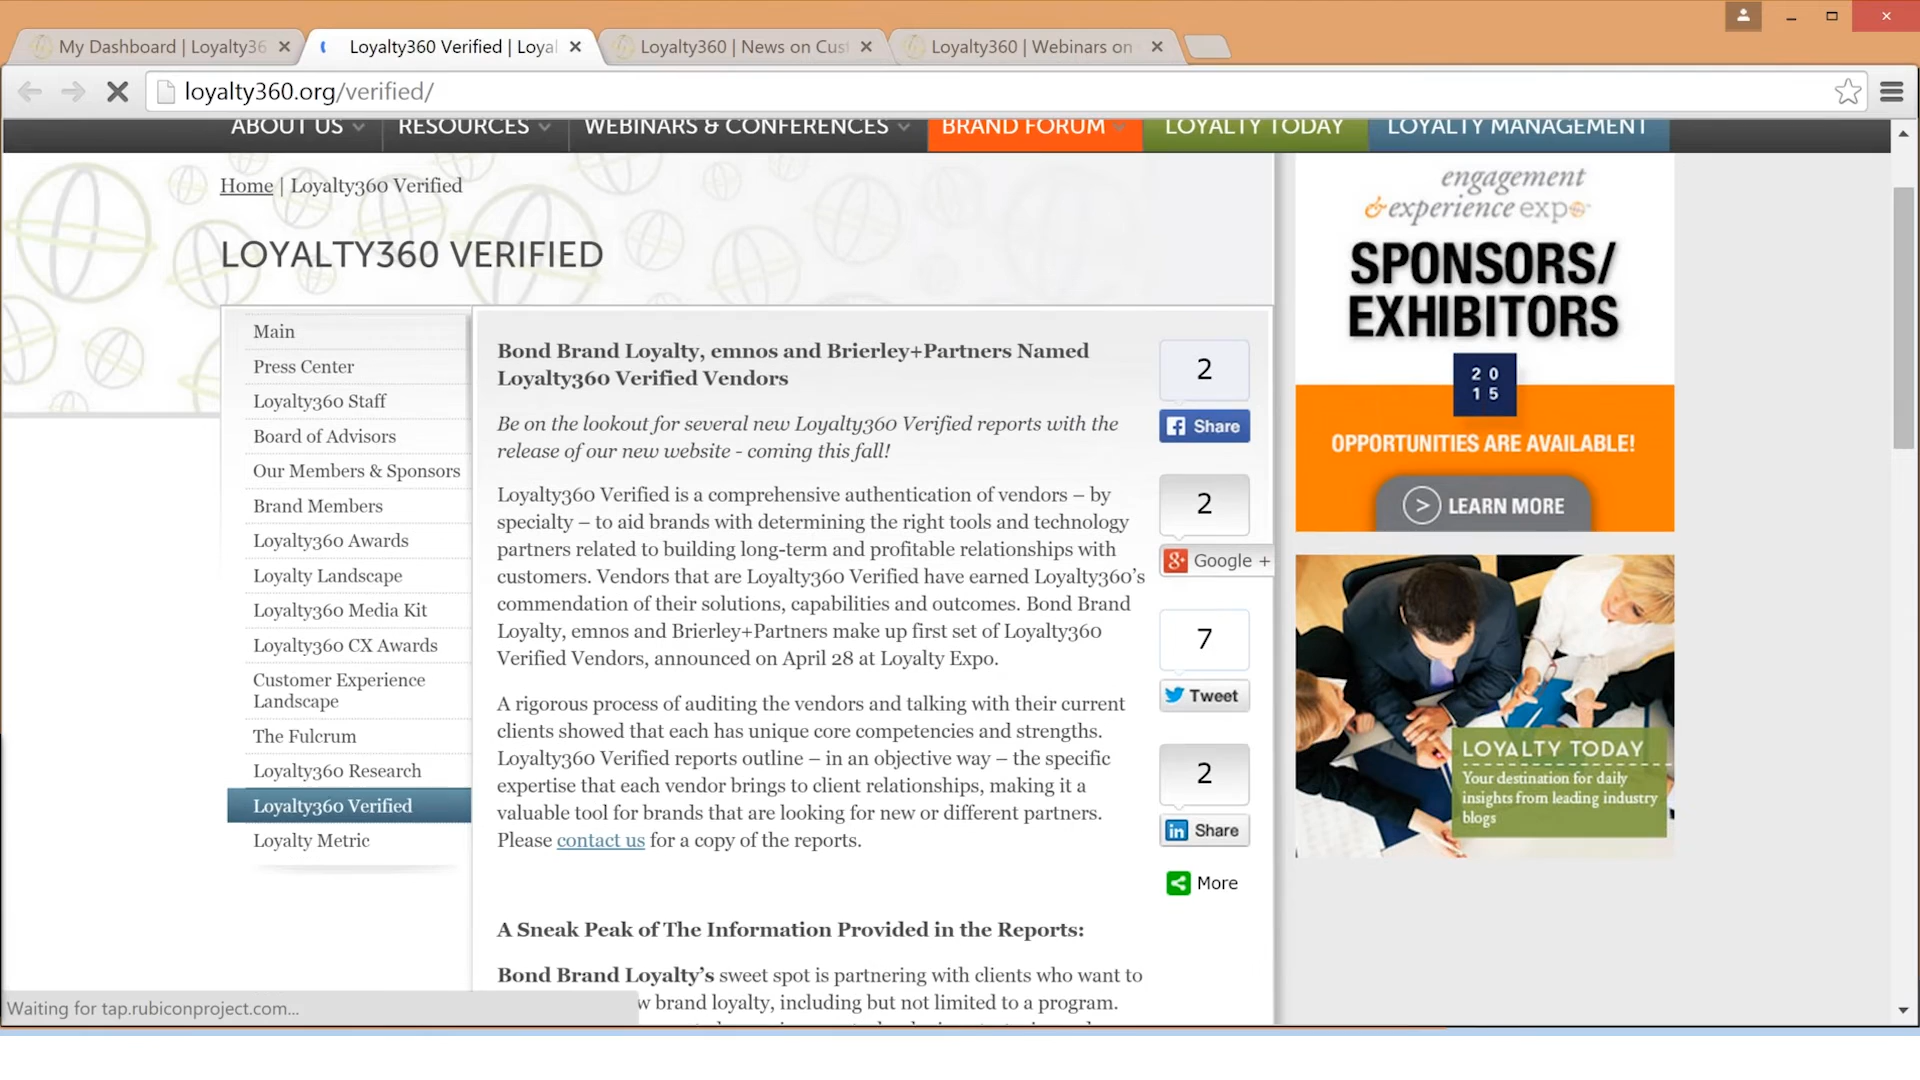 My Dashboard | Loyalty36
Loyalty360 Verified | Loyal
Loyalty360 | News on Cust
Loyalty360 | Webinars on
loyalty360.org/verified/
ABOUT US
RESOURCES
WEBINARS & CONFERENCES
BRAND FORUM
LOYALTY TODAY
LOYALTY MANAGEMENT
Home | Loyalty360 Verified
LOYALTY360 VERIFIED
Main
Press Center
Loyalty360 Staff
Board of Advisors
Our Members & Sponsors
Brand Members
Loyalty360 Awards
Loyalty Landscape
Loyalty360 Media Kit
Loyalty360 CX Awards
Customer Experience
Landscape
The Fulcrum
Loyalty360 Research
Loyalty360 Verified
Loyalty Metric
Bond Brand Loyalty, emnos and Brierley+Partners Named
Loyalty360 Verified Vendors
Be on the lookout for several new Loyalty360 Verified reports with the
release of our new website - coming this fall!
Loyalty360 Verified is a comprehensive authentication of vendors – by
specialty – to aid brands with determining the right tools and technology
partners related to building long-term and profitable relationships with
customers. Vendors that are Loyalty360 Verified have earned Loyalty360's
commendation of their solutions, capabilities and outcomes. Bond Brand
Loyalty, emnos and Brierley+Partners make up first set of Loyalty360
Verified Vendors, announced on April 28 at Loyalty Expo.
A rigorous process of auditing the vendors and talking with their current
clients showed that each has unique core competencies and strengths.
Loyalty360 Verified reports outline – in an objective way – the specific
expertise that each vendor brings to client relationships, making it a
valuable tool for brands that are looking for new or different partners.
Please contact us for a copy of the reports.
A Sneak Peak of The Information Provided in the Reports:
Bond Brand Loyalty's sweet spot is partnering with clients who want to
w brand loyalty, including but not limited to a program.
2
Share
2
Google +
7
Tweet
2
Share
More
engagement
& experience expo
SPONSORS/
EXHIBITORS
20
15
OPPORTUNITIES ARE AVAILABLE!
> LEARN MORE
LOYALTY TODAY
Your destination for daily
insights from leading industry
blogs
Waiting for tap.rubiconproject.com...